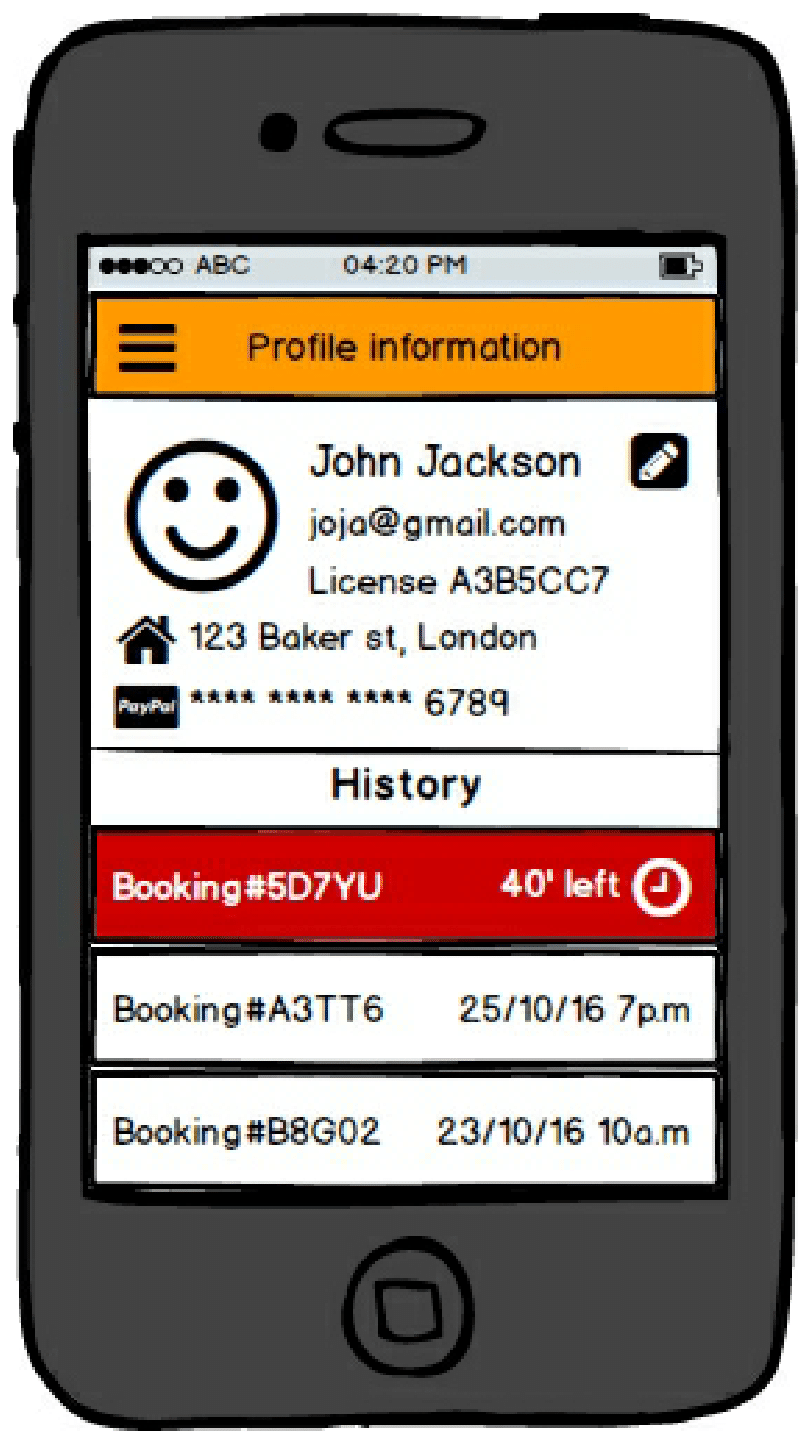 ABC 04:20 PM
Profile information
John Jackson
joja@gmail.com
License A3B5CC7
123 Baker st, London
PayPal **** **** **** 6789
History
Booking#5D7YU 40' left
Booking#A3TT6 25/10/16 7p.m
Booking#B8G02 23/10/16 10a.m